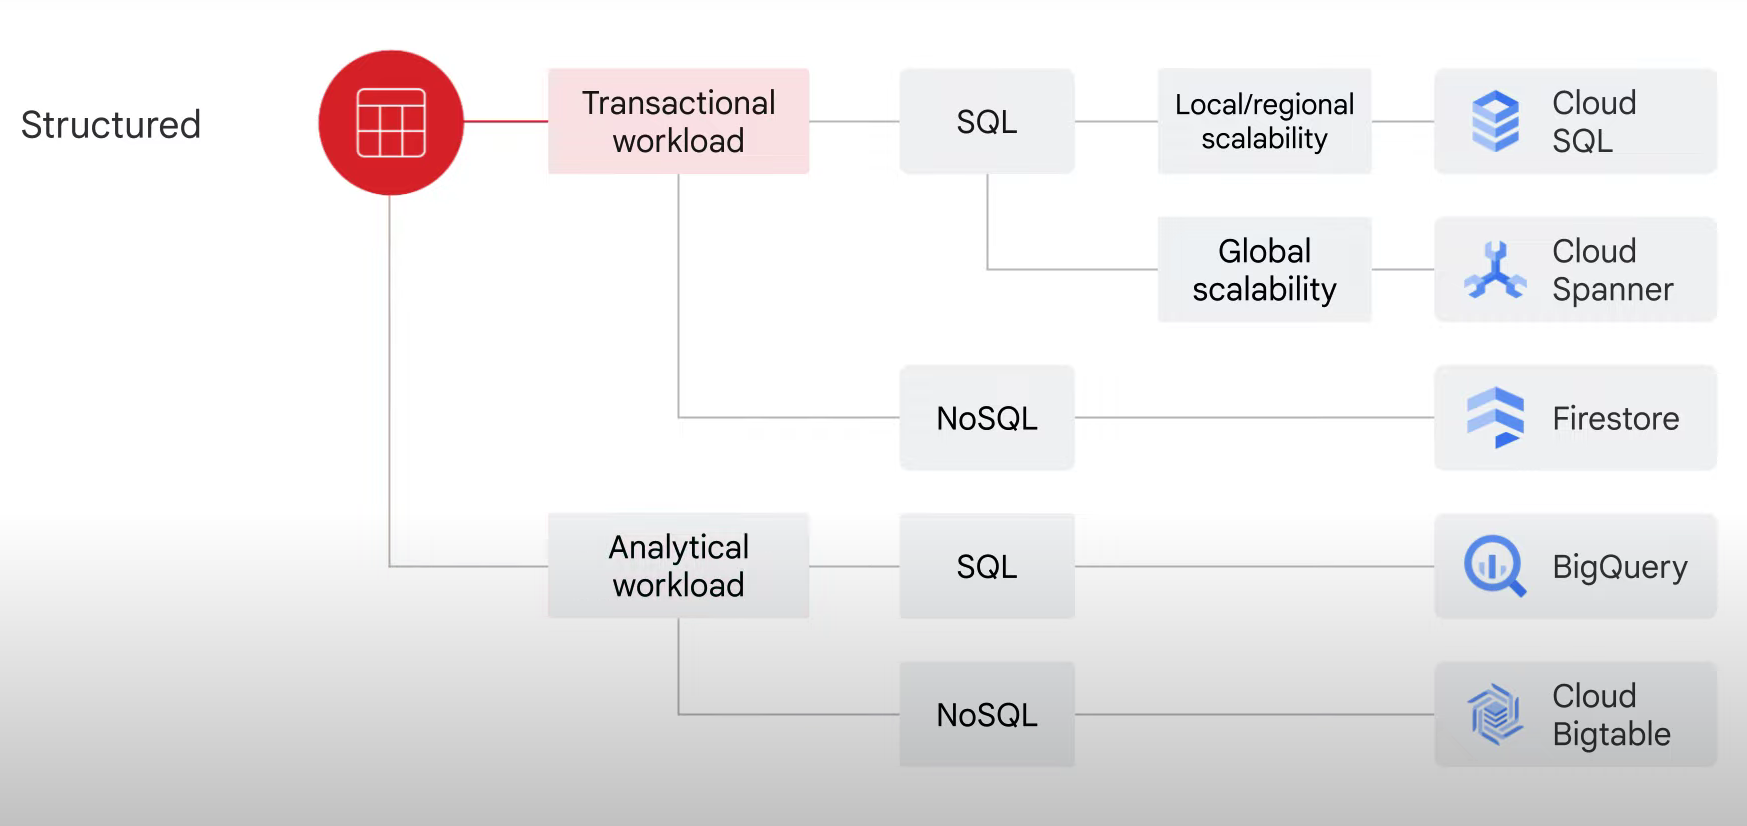 Structured
Transactional
workload
SQL
Local/regional
scalability
Cloud
SQL
Global
scalability
Cloud
Spanner
NoSQL
Firestore
Analytical
workload
SQL
BigQuery
NoSQL
Cloud
Bigtable